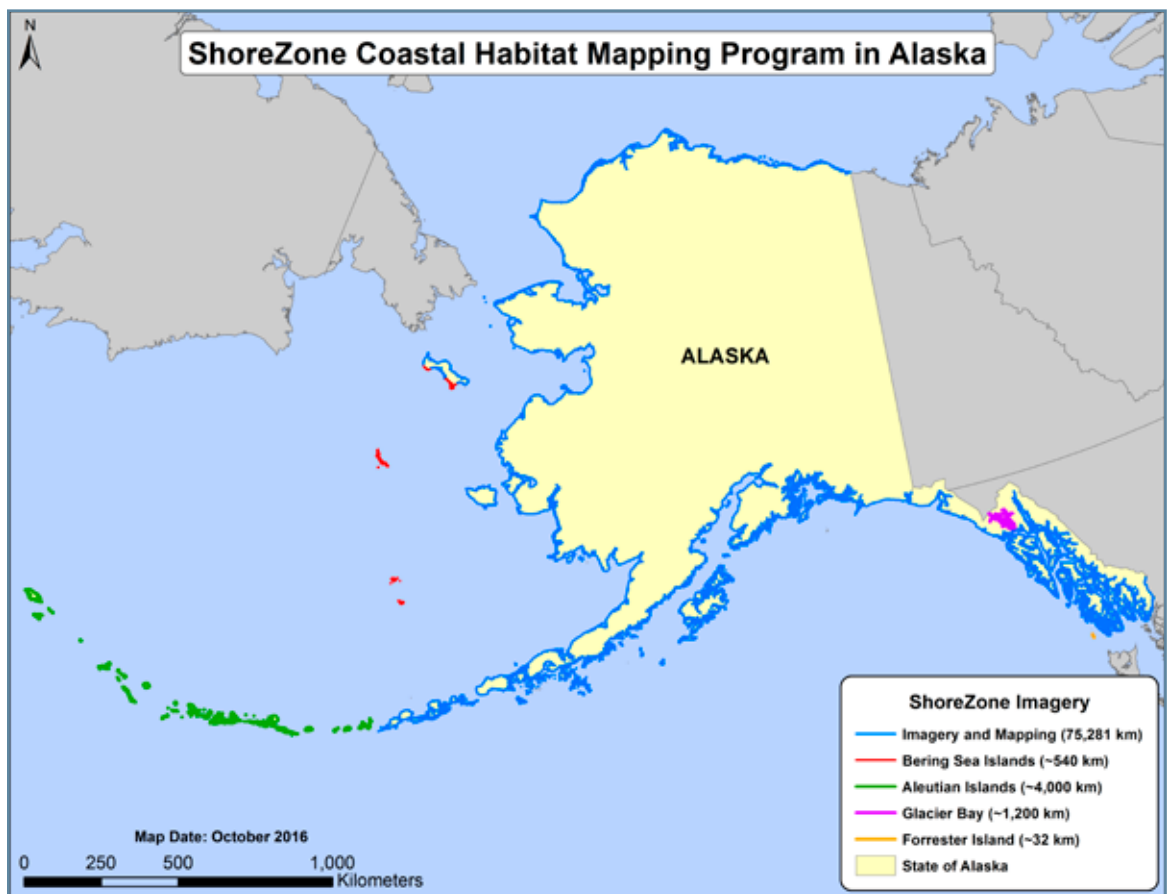 N
ShoreZone Coastal Habitat Mapping Program in Alaska
ALASKA
ShoreZone Imagery
Imagery and Mapping (75,281 km)
Bering Sea Islands (~540 km)
Aleutian Islands (~4,000 km)
Glacier Bay (~1,200 km)
Forrester Island (~32 km)
State of Alaska
Map Date: October 2016
0 250 500 1,000
Kilometers